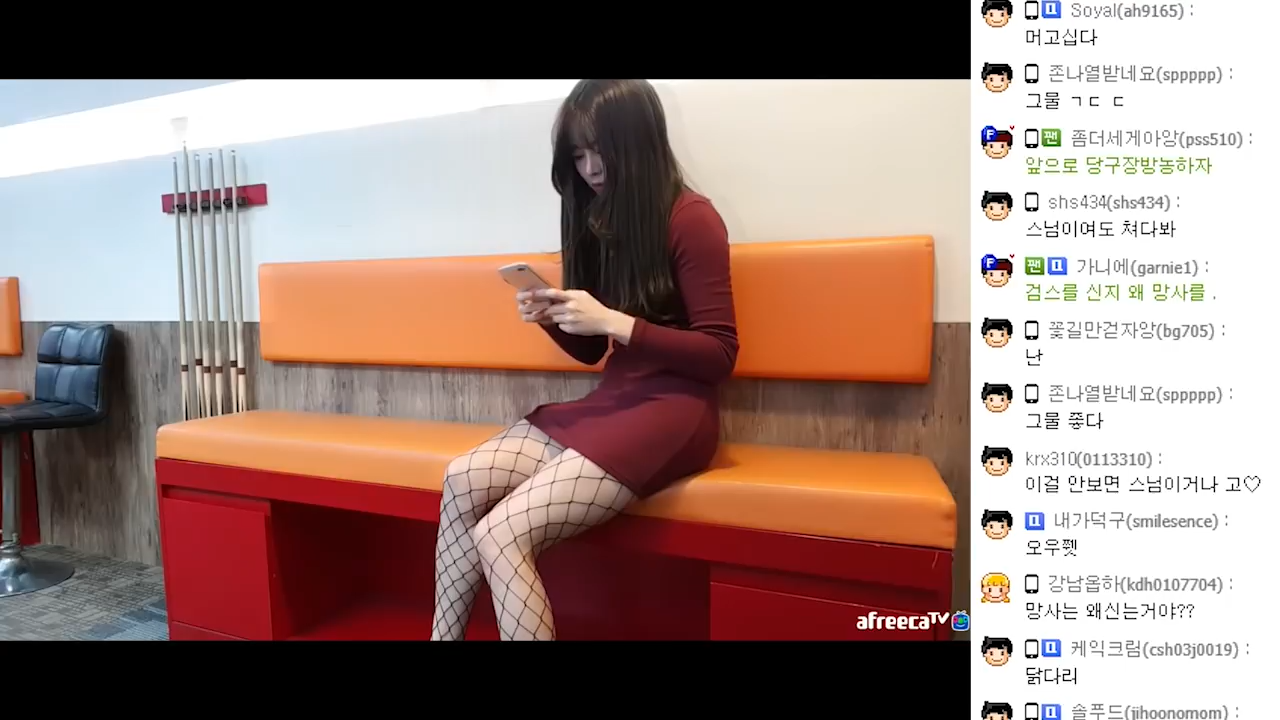 Soyal(ah9165) :
머고십다
존나열받네요(sppppp) :
그물 ㄱㄷ ㄷ
팬 좀더세게아앙(pss510) :
앞으로 당구장방농하자
shs434(shs434) :
스님이여도 쳐다봐
팬 가니에(garnie1) :
검스를 신지 왜 망사를 .
꽃길만걷자앙(bg705) :
난
존나열받네요(sppppp) :
그물 좋다
krx310(0113310) :
이걸 안보면 스님이거나 고♡
내가덕구(smilesence) :
오우쀗
강남옵하(kdh0107704) :
망사는 왜신는거야??
케익크림(csh03j0019) :
닭다리
솔푸드(jihoonomom) :
afreecaTV